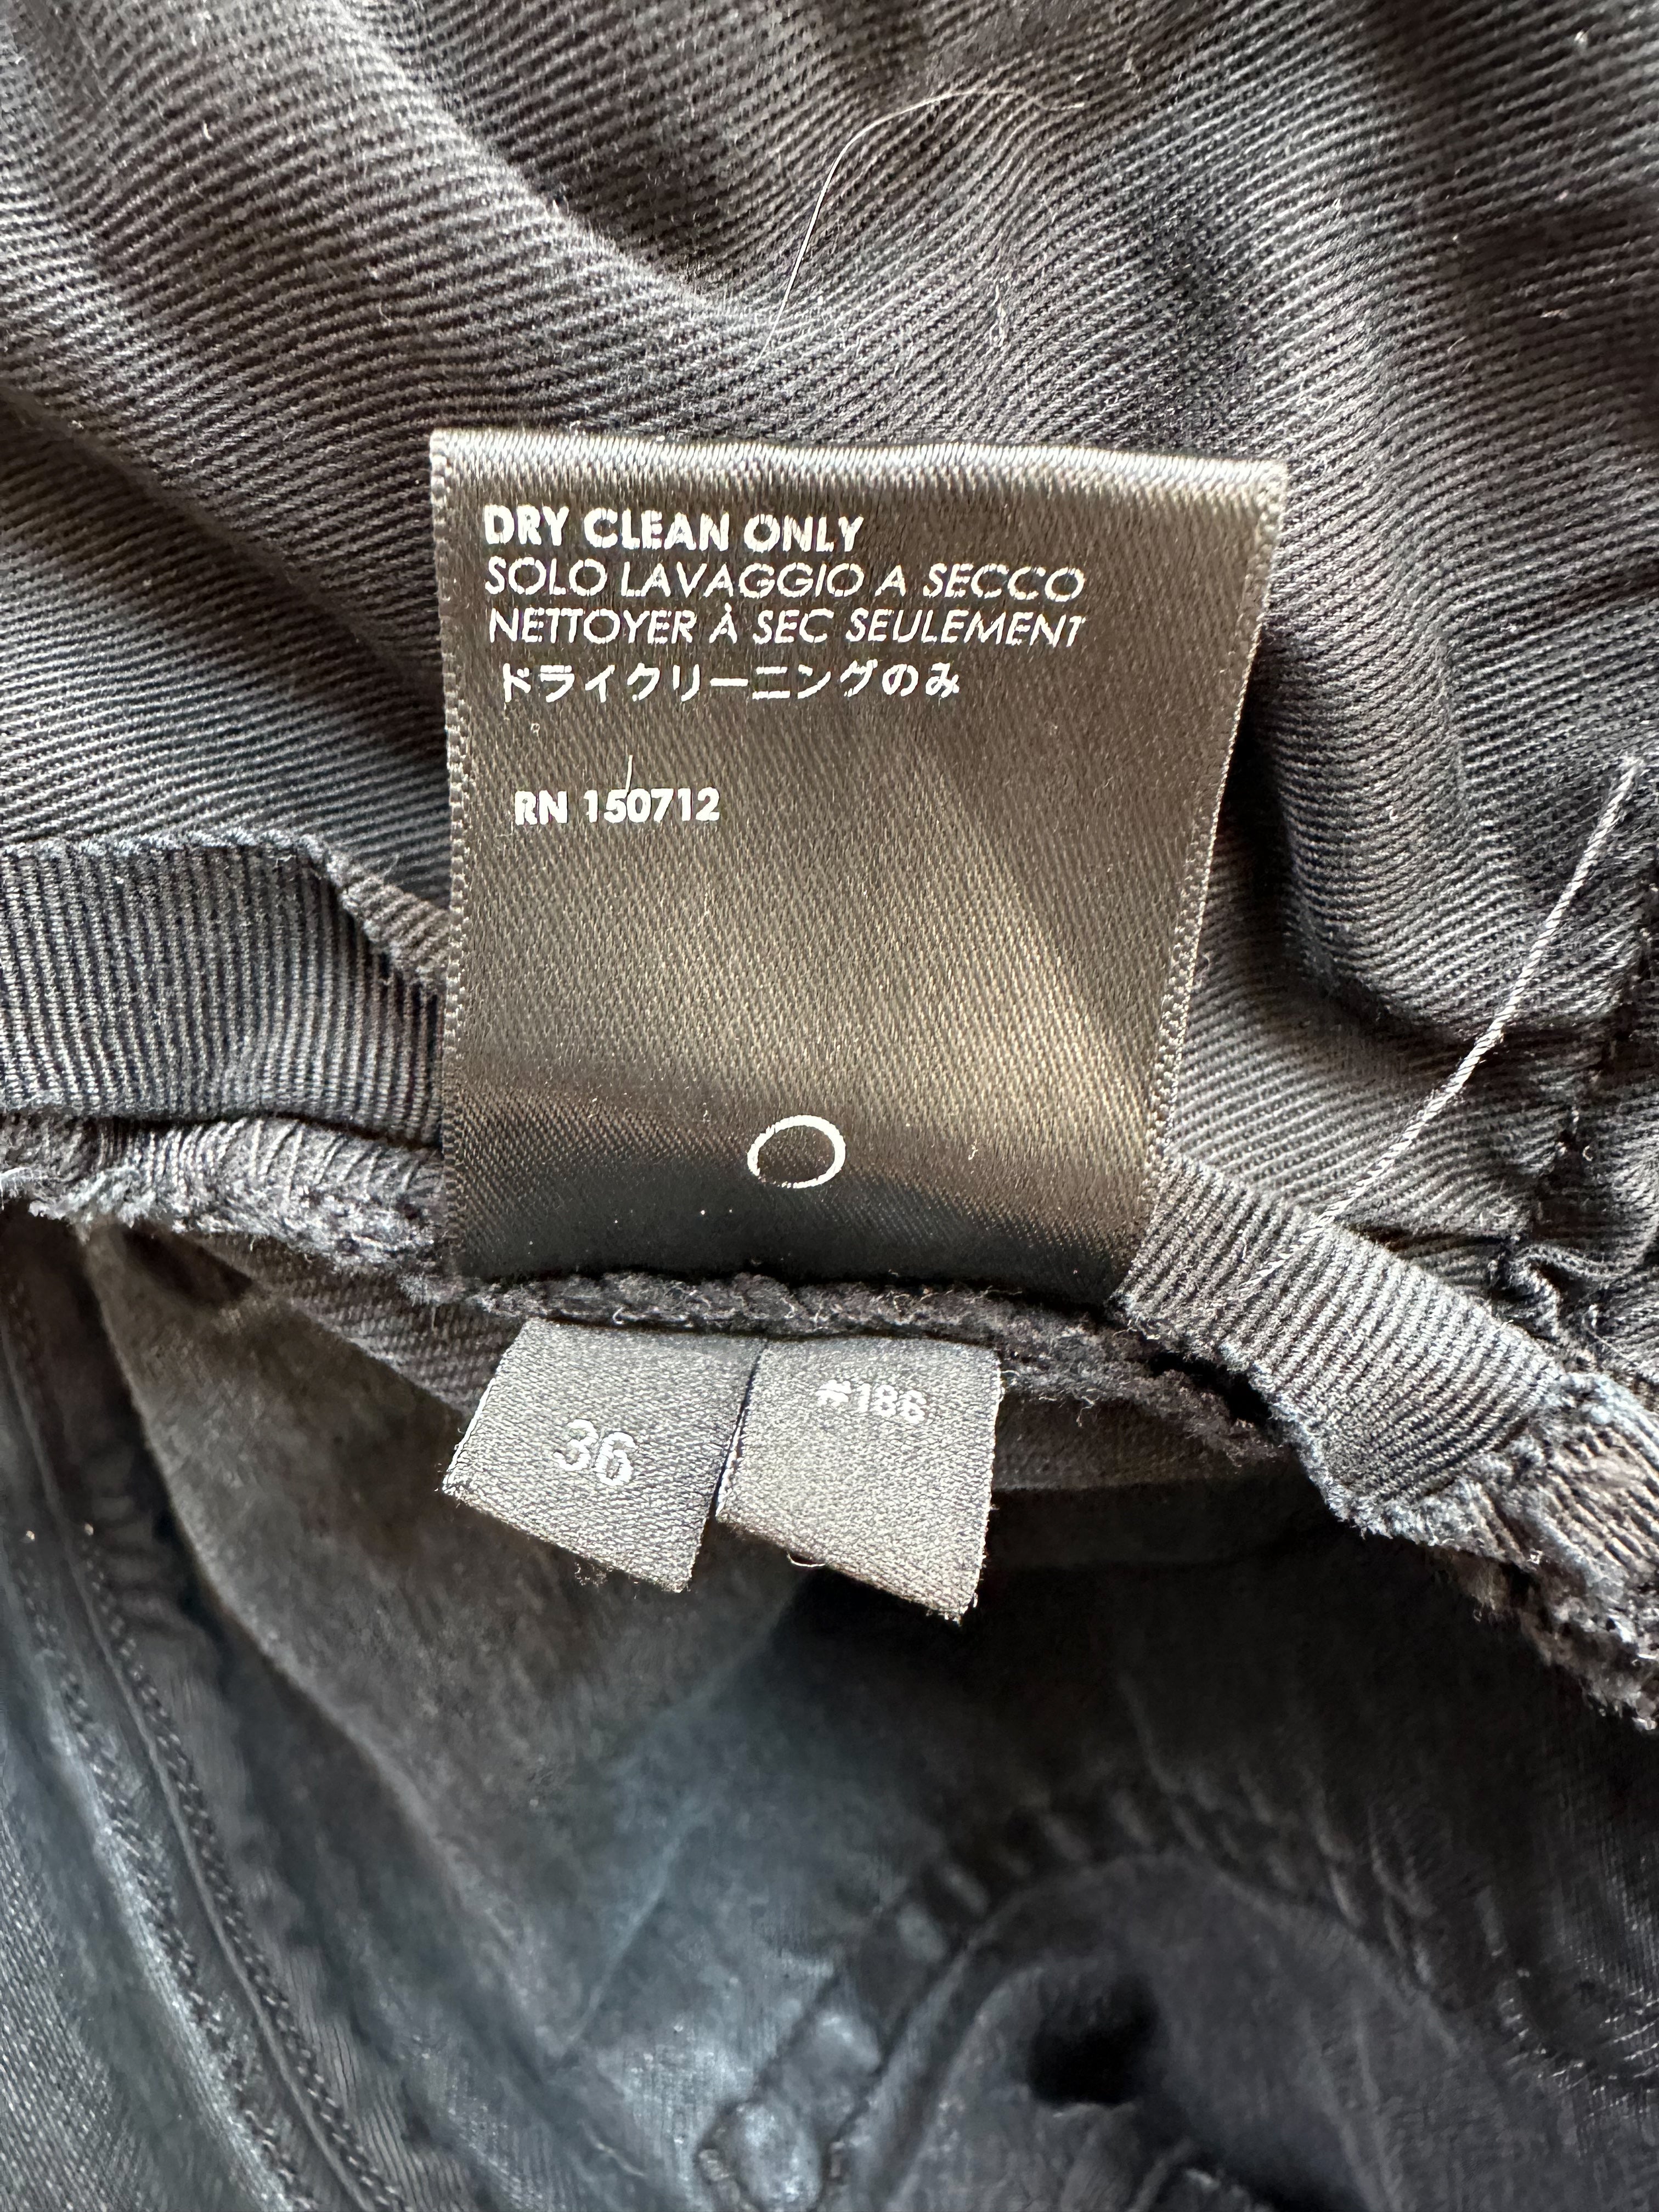 DRY CLEAN ONLY
SOLO LAVAGGIO A SECCO
NETTOYER À SEC SEULEMENT
ドライクリーニングのみ
RN 150712
36
#186